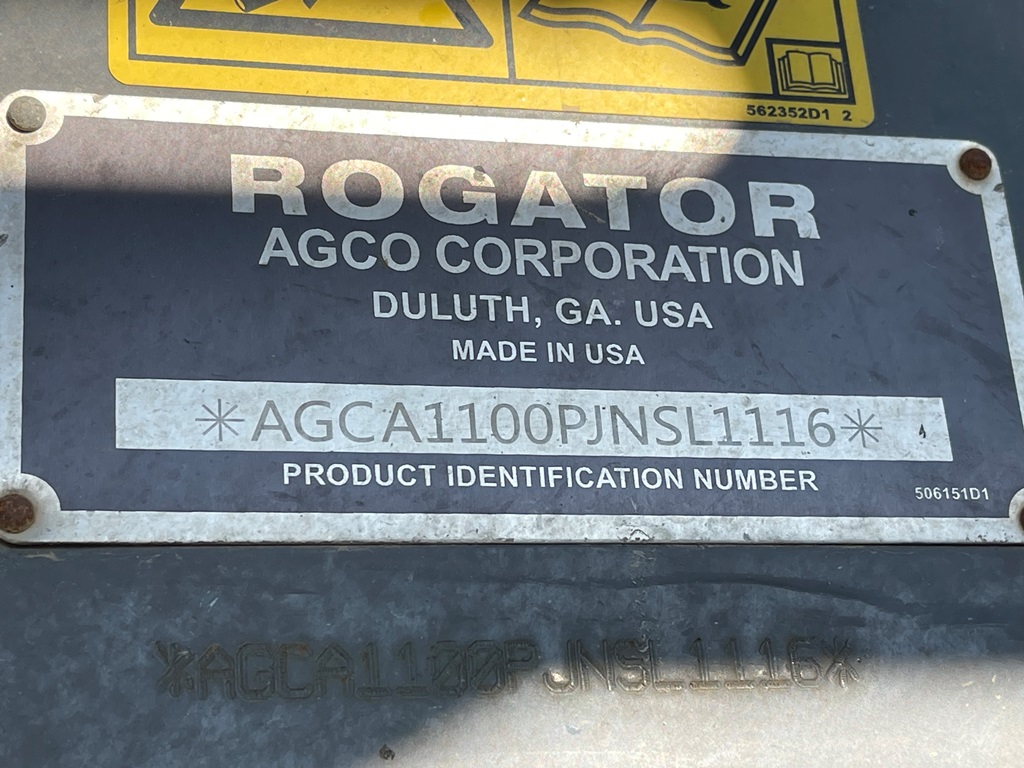 562352D1 2
ROGATOR
AGCO CORPORATION
DULUTH, GA. USA
MADE IN USA
*AGCA1100PJNSL1116*
PRODUCT IDENTIFICATION NUMBER
506151D1
*AGCA1100PJNSL1116*